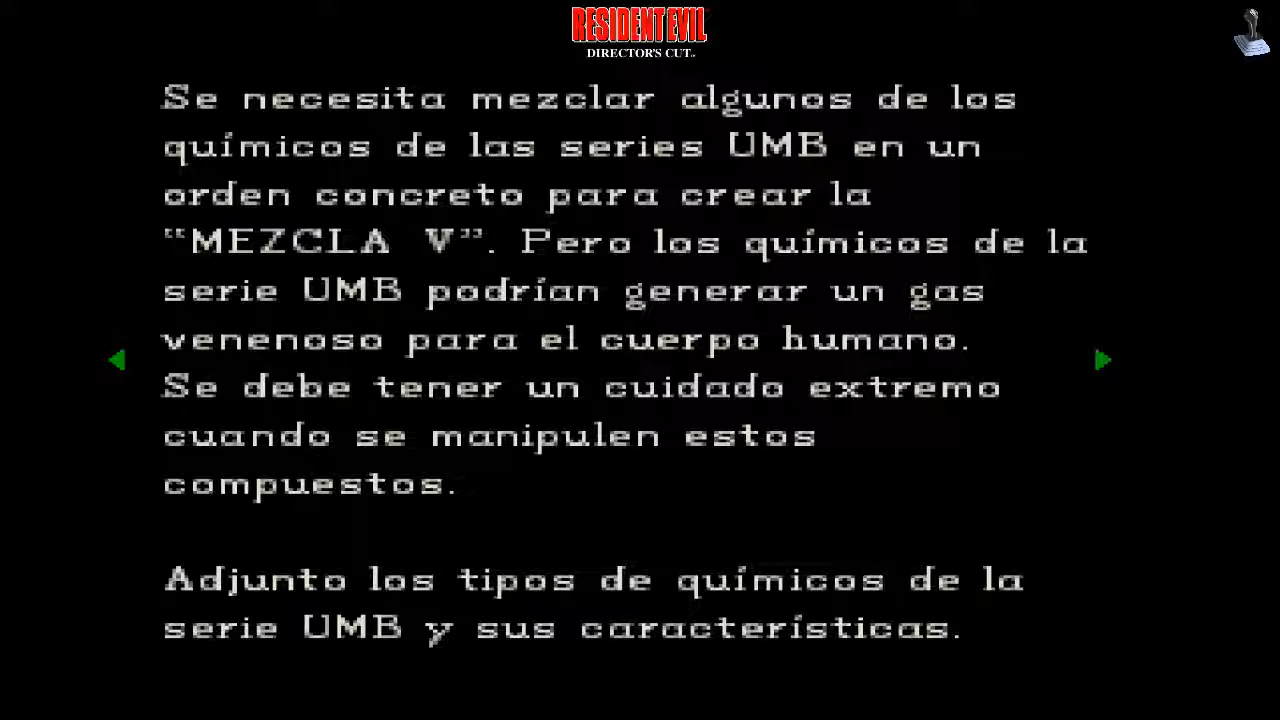 RESIDENT EVIL
DIRECTOR'S CUT™
Se necesita mezclar algunos de los
químicos de las series UMB en un
orden concreto para crear la
“MEZCLA V”. Pero los químicos de la
serie UMB podrían generar un gas
venenoso para el cuerpo humano.
Se debe tener un cuidado extremo
cuando se manipulen estos
compuestos.
Adjunto los tipos de químicos de la
serie UMB y sus características.